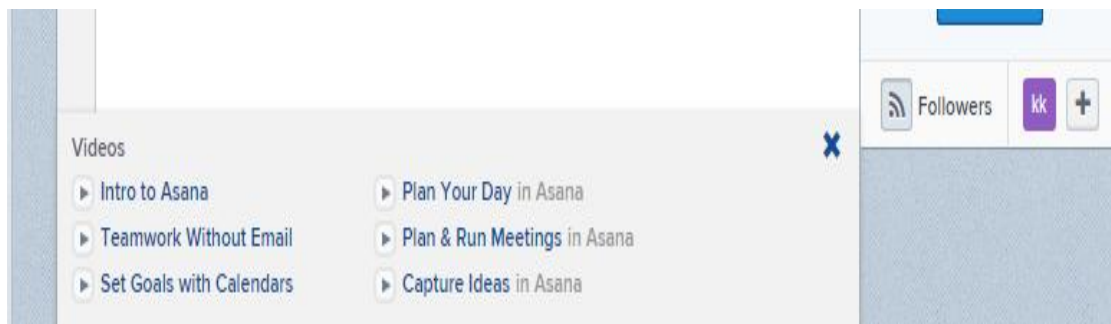 Followers kk +
Videos
Intro to Asana
Teamwork Without Email
Set Goals with Calendars
Plan Your Day in Asana
Plan & Run Meetings in Asana
Capture Ideas in Asana